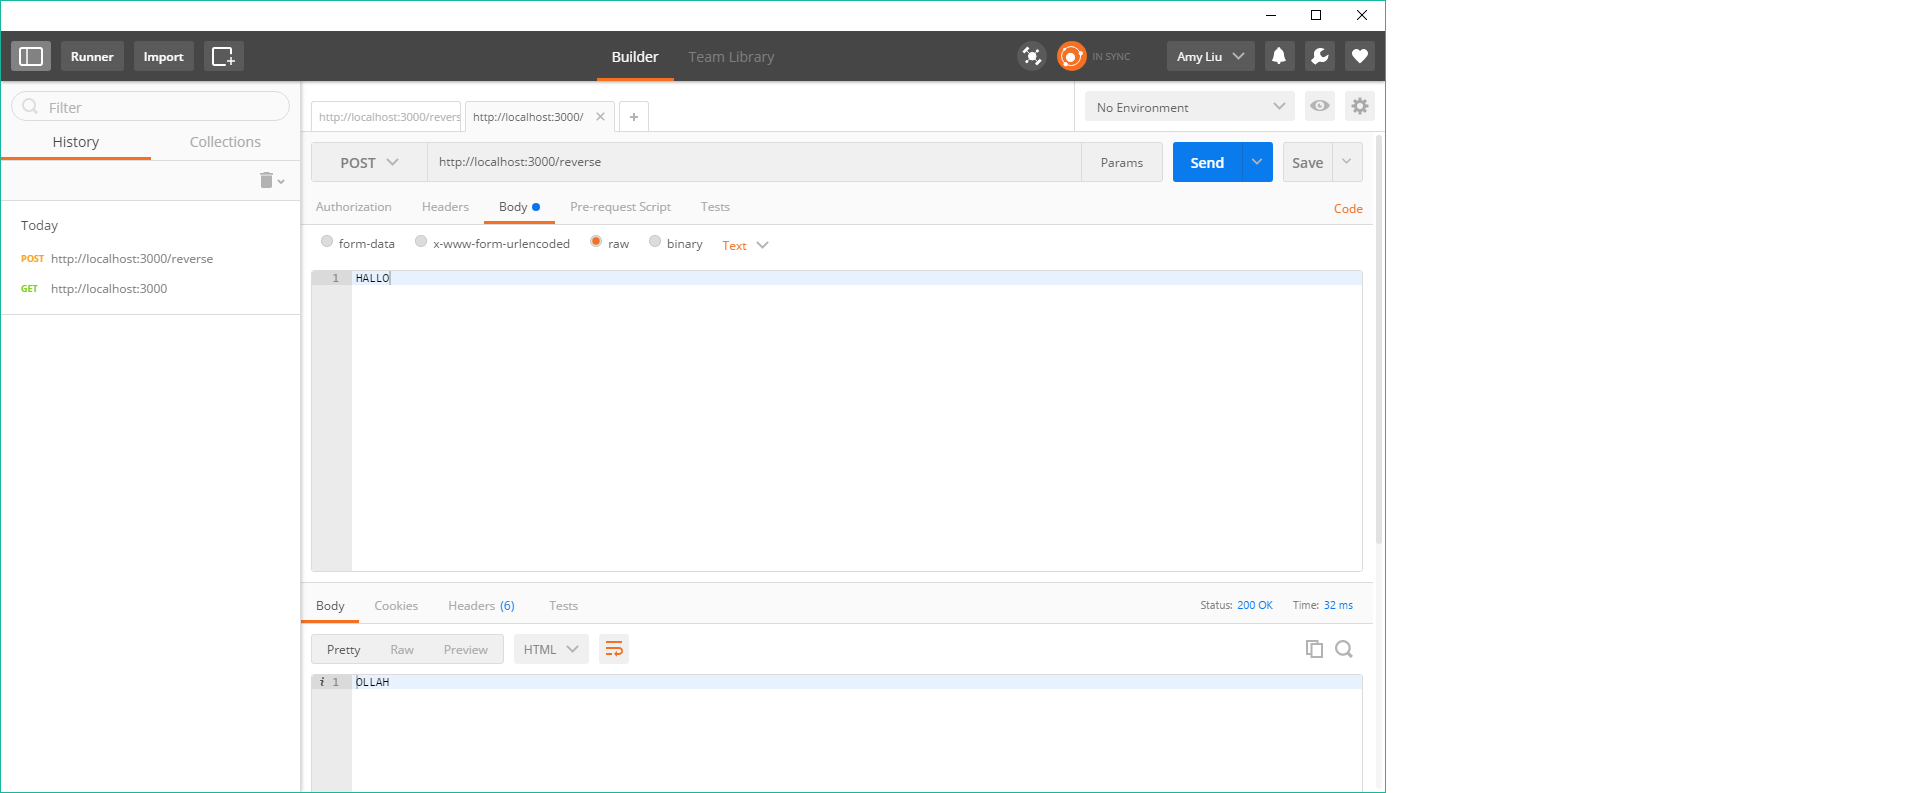 Runner Import Builder Team Library IN SYNC Amy Liu
Filter
http://localhost:3000/revers http://localhost:3000/ + No Environment
History Collections
POST http://localhost:3000/reverse Params Send Save
Authorization Headers Body Pre-request Script Tests Code
Today
form-data x-www-form-urlencoded raw binary Text
POST http://localhost:3000/reverse
GET http://localhost:3000
1 HALLO
Body Cookies Headers (6) Tests Status: 200 OK Time: 32 ms
Pretty Raw Preview HTML
i 1 OLLAH